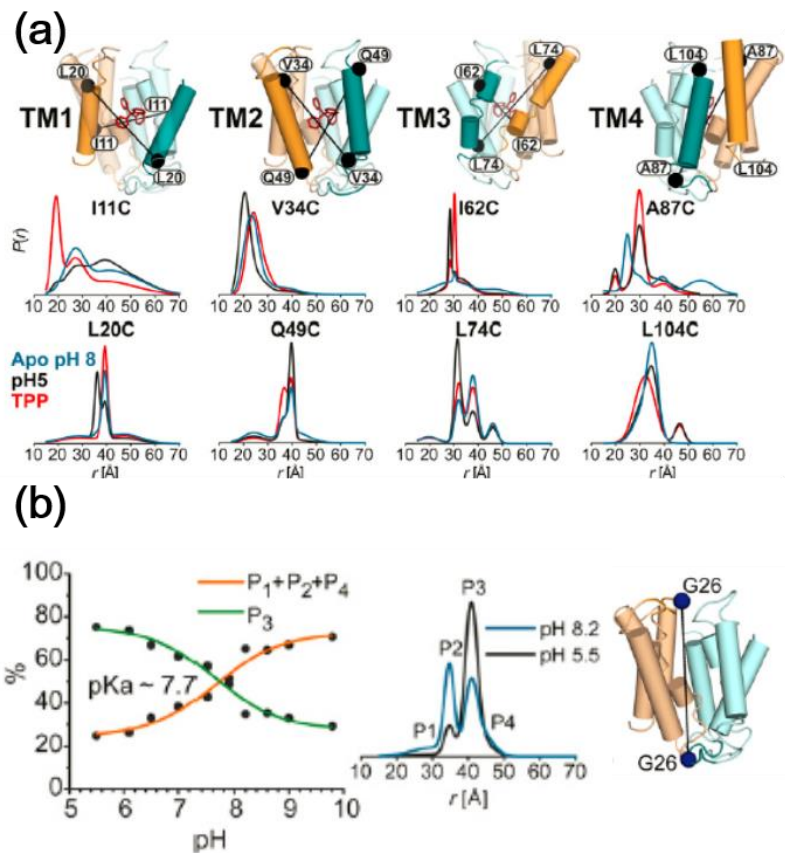 (a)
L20 I11 I11 L20 TM1
V34 Q49 Q49 V34 TM2
L74 I62 L74 I62 TM3
L104 A87 A87 L104 TM4
I11C V34C I62C A87C
P(r)
10 20 30 40 50 60 70 10 20 30 40 50 60 70 10 20 30 40 50 60 70 10 20 30 40 50 60 70
L20C Q49C L74C L104C
Apo pH 8
pH5
TPP
10 20 30 40 50 60 70 10 20 30 40 50 60 70 10 20 30 40 50 60 70 10 20 30 40 50 60 70
r [Å] r [Å] r [Å] r [Å]
(b)
100
80
60
40
20
0
%
P1+P2+P4
P3
pKa ~ 7.7
5 6 7 8 9 10
pH
P3
pH 8.2
P2
pH 5.5
P1 P4
10 20 30 40 50 60 70
r [Å]
G26
G26